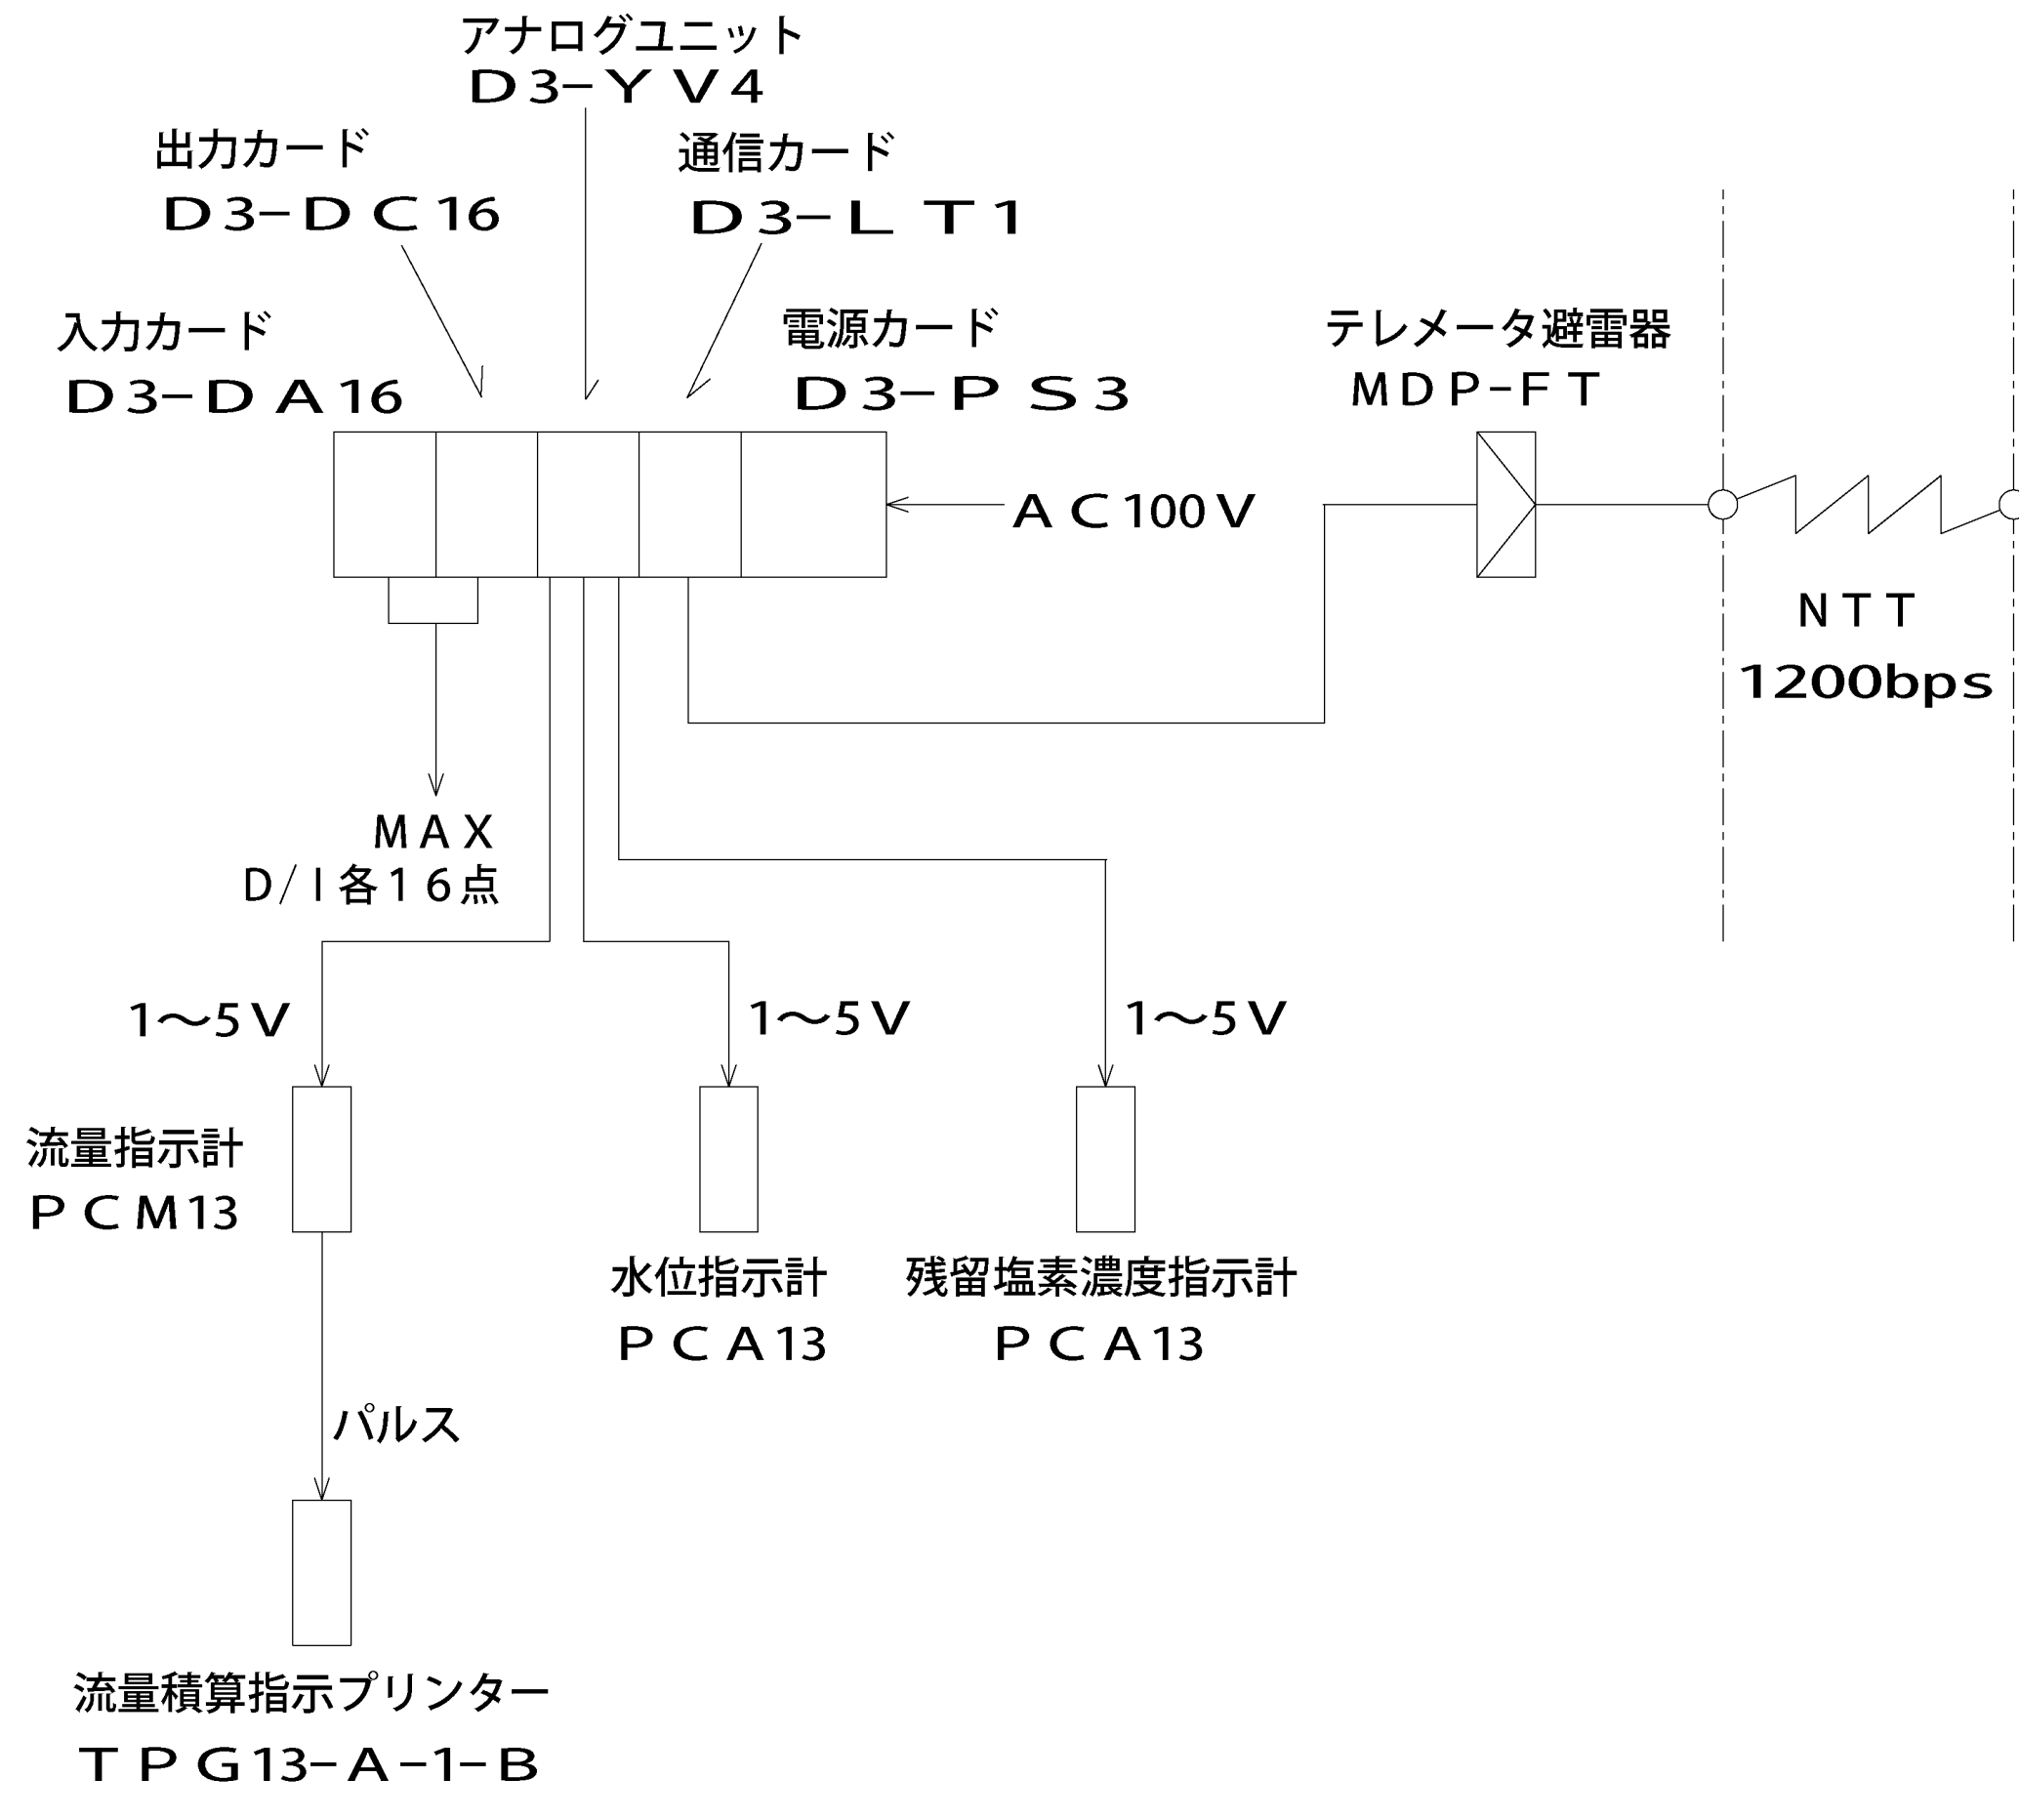 アナログユニット
D3-YV4
出力カード
D3-DC16
通信カード
D3-LT1
入力カード
D3-DA16
電源カード
D3-PS3
テレメータ避雷器
MDP-FT
AC100V
NTT
1200bps
MAX
D/I各16点
1～5V
1～5V
1～5V
流量指示計
PCM13
水位指示計
PCA13
残留塩素濃度指示計
PCA13
パルス
流量積算指示プリンター
TPG13-A-1-B